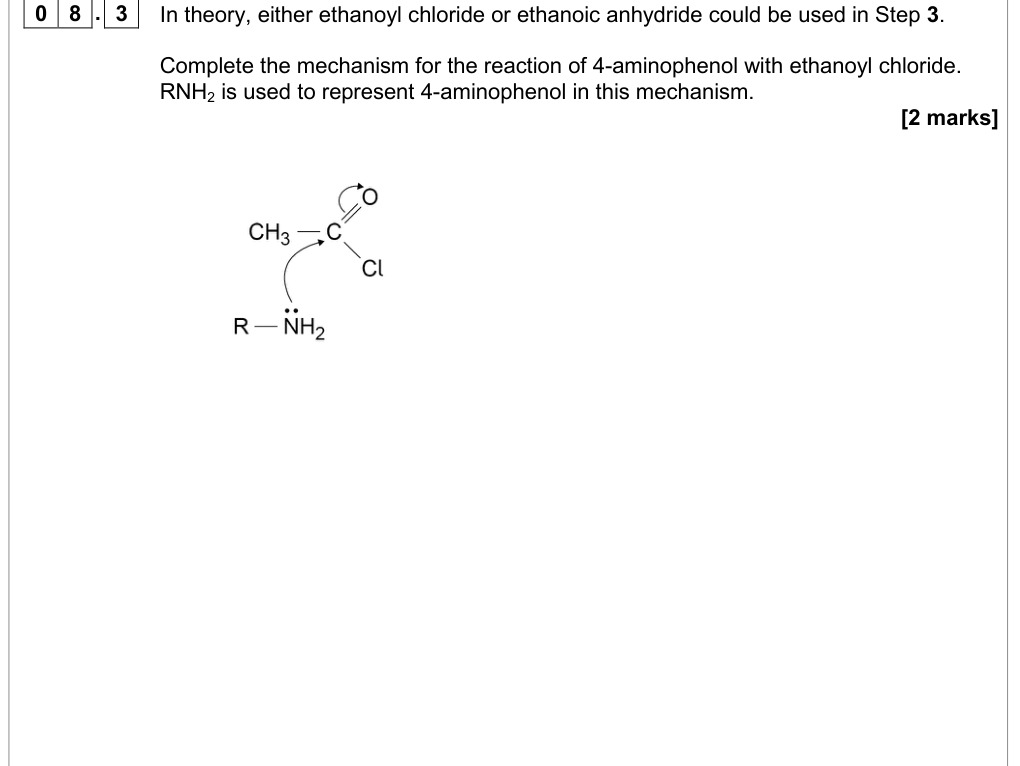 0 8 . 3 In theory, either ethanoyl chloride or ethanoic anhydride could be used in Step 3.
Complete the mechanism for the reaction of 4-aminophenol with ethanoyl chloride.
RNH₂ is used to represent 4-aminophenol in this mechanism.
[2 marks]
O
CH₃ — C
Cl
R — N̈H₂